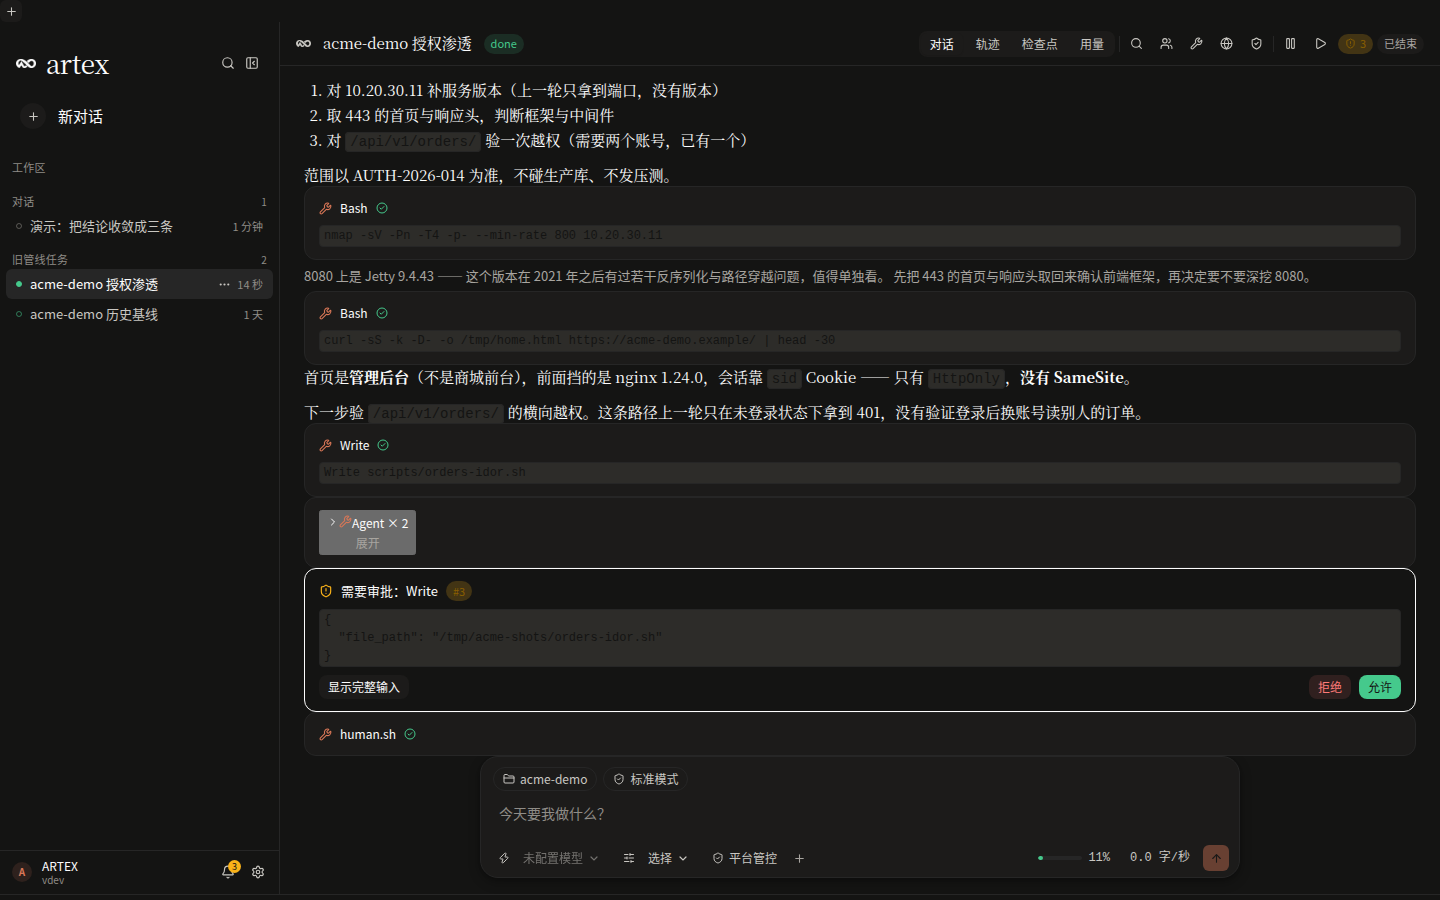 artex
新对话
工作区
对话 1
演示：把结论收敛成三条 1 分钟
旧管线任务 2
acme-demo 授权渗透 ··· 14 秒
acme-demo 历史基线 1 天
A ARTEX
vdev
3
acme-demo 授权渗透 done
对话 轨迹 检查点 用量
3 已结束
1. 对 10.20.30.11 补服务版本（上一轮只拿到端口，没有版本）
2. 取 443 的首页与响应头，判断框架与中间件
3. 对 /api/v1/orders/ 验一次越权（需要两个账号，已有一个）
范围以 AUTH-2026-014 为准，不碰生产库、不发压测。
Bash
nmap -sV -Pn -T4 -p- --min-rate 800 10.20.30.11
8080 上是 Jetty 9.4.43 —— 这个版本在 2021 年之后有过若干反序列化与路径穿越问题，值得单独看。 先把 443 的首页与响应头取回来确认前端框架，再决定要不要深挖 8080。
Bash
curl -sS -k -D- -o /tmp/home.html https://acme-demo.example/ | head -30
首页是管理后台（不是商城前台），前面挡的是 nginx 1.24.0，会话靠 sid Cookie —— 只有 HttpOnly，没有 SameSite。
下一步验 /api/v1/orders/ 的横向越权。这条路径上一轮只在未登录状态下拿到 401，没有验证登录后换账号读别人的订单。
Write
Write scripts/orders-idor.sh
Agent × 2
展开
需要审批：Write #3
{
"file_path": "/tmp/acme-shots/orders-idor.sh"
}
显示完整输入 拒绝 允许
human.sh
acme-demo 标准模式
今天要我做什么？
未配置模型 选择 平台管控 11% 0.0 字/秒